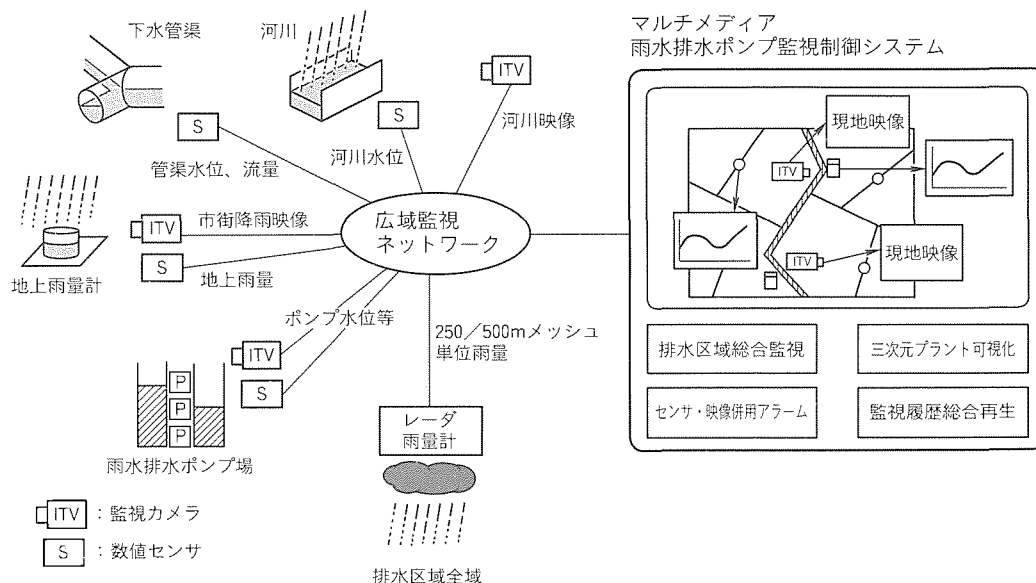 下水管渠
河川
ITV
S
S
河川映像
管渠水位、流量
河川水位
ITV
市街降雨映像
S
地上雨量
地上雨量計
広域監視
ネットワーク
ポンプ水位等
ITV
S
250／500mメッシュ
単位雨量
P
P
P
雨水排水ポンプ場
レーダ
雨量計
排水区域全域
ITV
：監視カメラ
S
：数値センサ
マルチメディア
雨水排水ポンプ監視制御システム
現地映像
ITV
ITV
現地映像
排水区域総合監視
三次元プラント可視化
センサ・映像併用アラーム
監視履歴総合再生